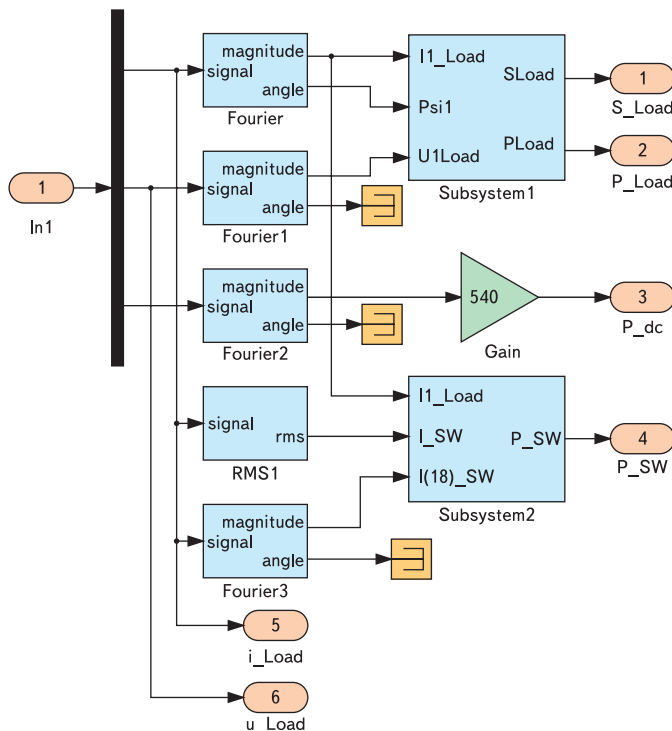 magnitude
signal
angle
Fourier
I1_Load
Psi1
U1Load
SLoad
PLoad
Subsystem1
1
S_Load
2
P_Load
1
In1
magnitude
signal
angle
Fourier1
magnitude
signal
angle
Fourier2
540
Gain
3
P_dc
signal
rms
RMS1
I1_Load
I_SW
I(18)_SW
P_SW
Subsystem2
4
P_SW
magnitude
signal
angle
Fourier3
5
i_Load
6
u_Load